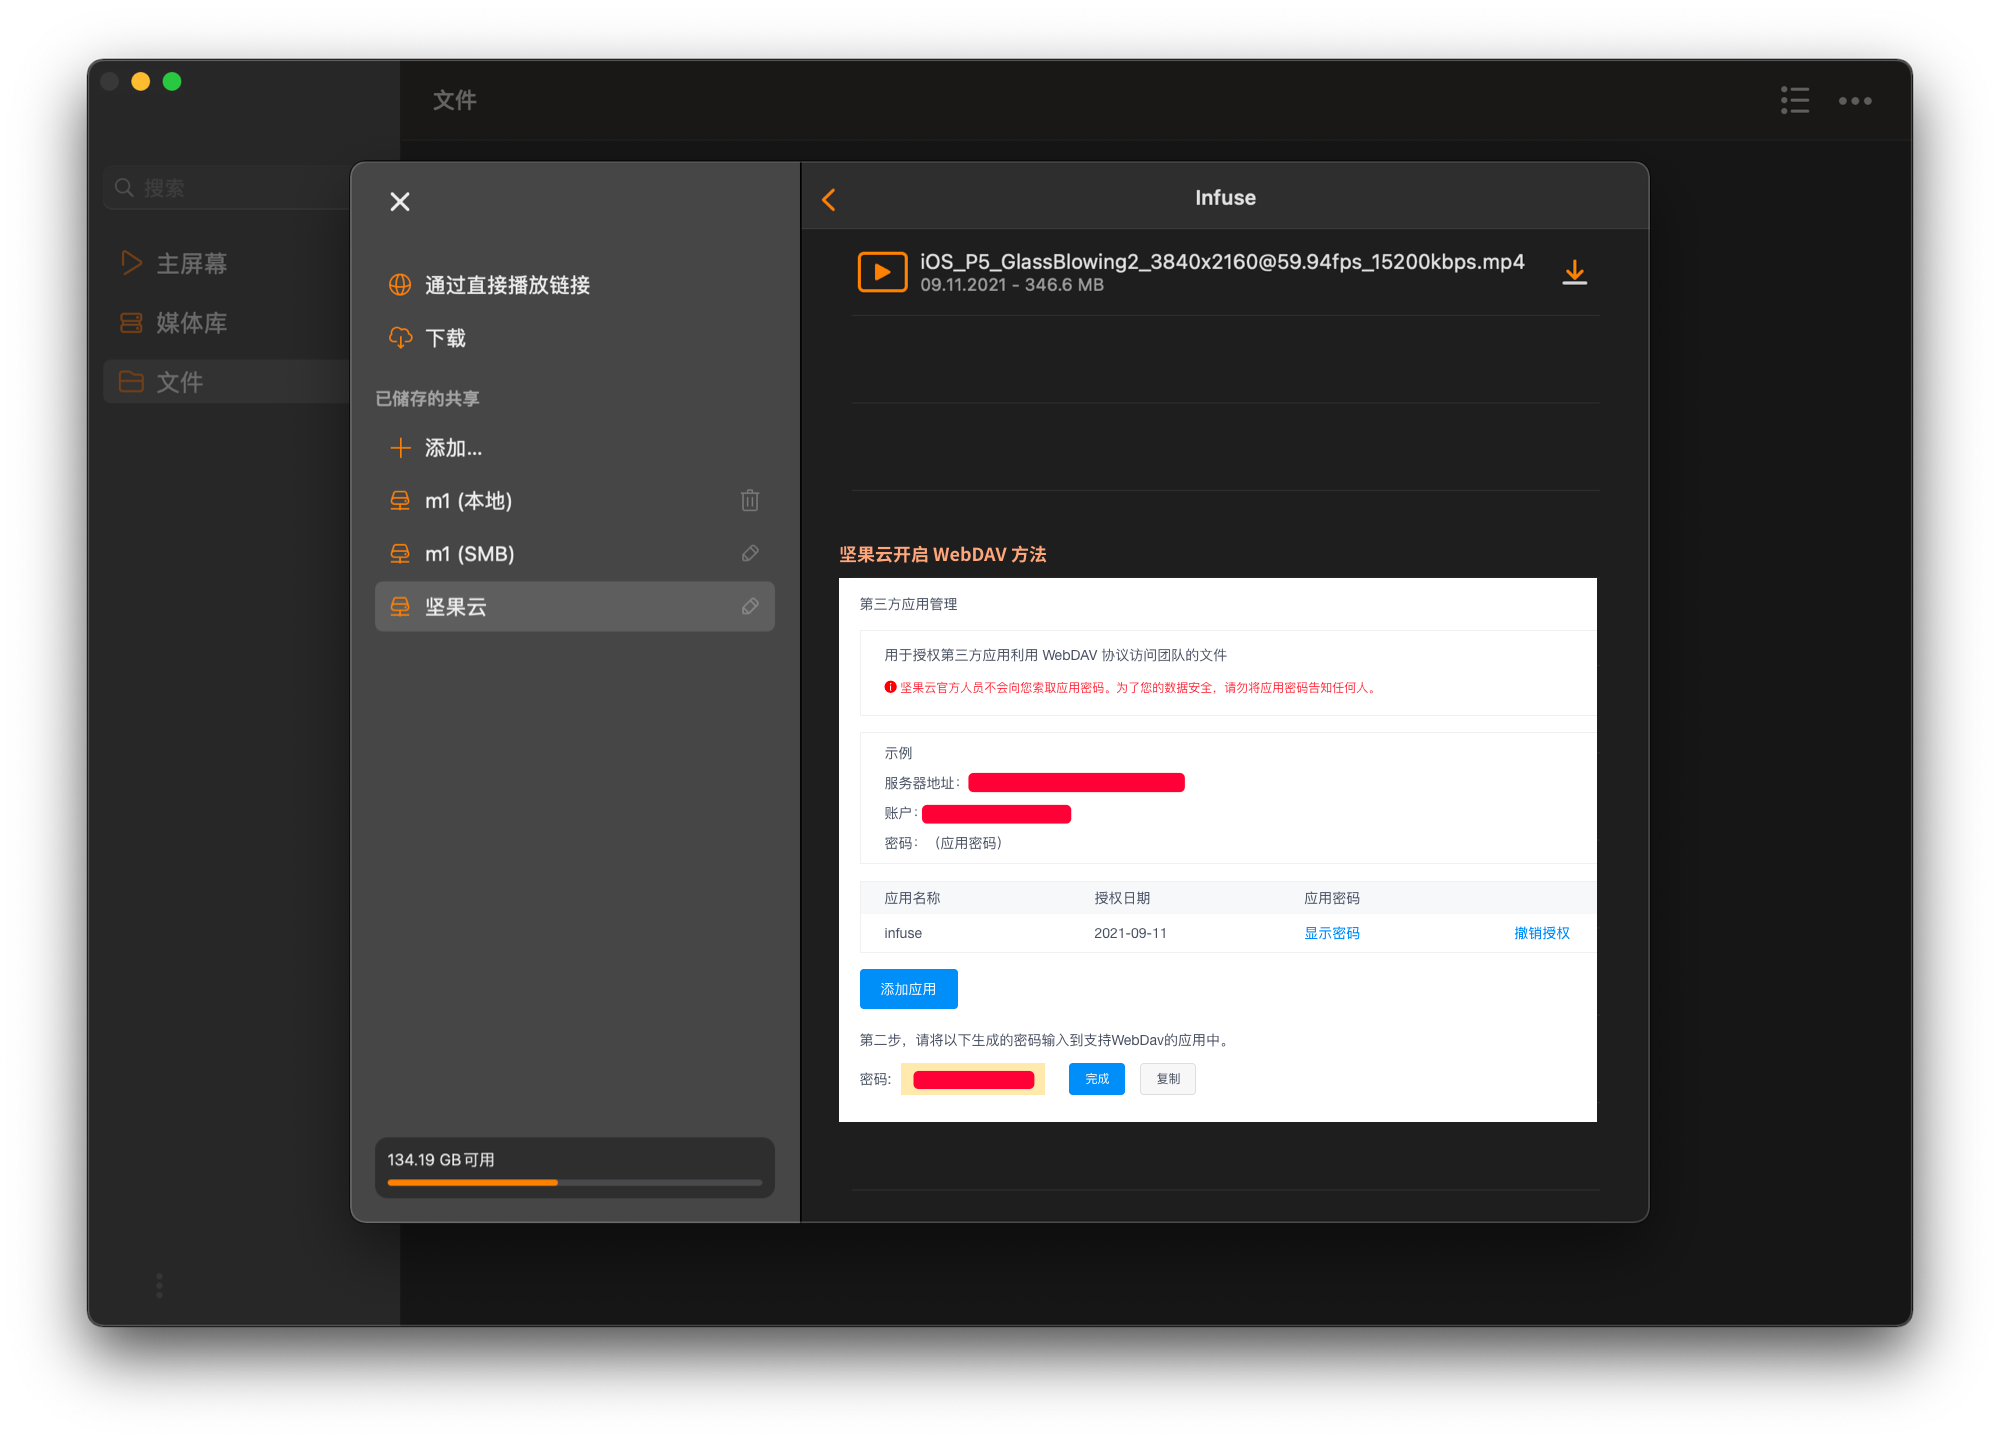 文件
搜索
主屏幕
媒体库
文件
通过直接播放链接
下载
已储存的共享
添加...
m1 (本地)
m1 (SMB)
坚果云
134.19 GB可用
Infuse
iOS_P5_GlassBlowing2_3840x2160@59.94fps_15200kbps.mp4
09.11.2021 - 346.6 MB
坚果云开启 WebDAV 方法
第三方应用管理
用于授权第三方应用利用 WebDAV 协议访问团队的文件
坚果云官方人员不会向您索取应用密码。为了您的数据安全，请勿将应用密码告知任何人。
示例
服务器地址：
账户：
密码：（应用密码）
应用名称 授权日期 应用密码
infuse 2021-09-11 显示密码 撤销授权
添加应用
第二步，请将以下生成的密码输入到支持WebDav的应用中。
密码: 完成 复制